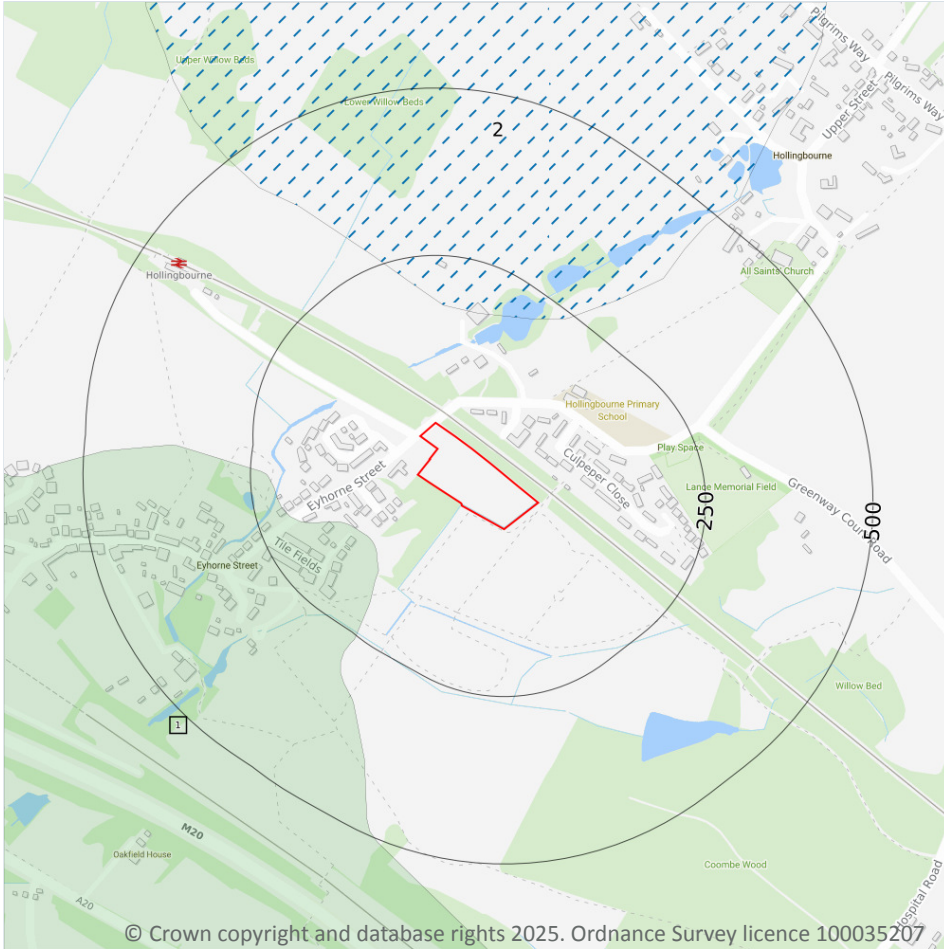 Pilgrims Way
Pilgrims Way
Upper Willow Beds
Upper Street
Lower Willow Beds
2
Hollingbourne
All Saints' Church
Hollingbourne
Hollingbourne Primary
School
Play Space
Culpeper Close
Eyhorne Street
Lance Memorial Field
Greenway Court Road
250
500
Tile Fields
Eyhorne Street
Willow Bed
1
M20
Oakfield House
Coombe Wood
A20
Hospital Road
© Crown copyright and database rights 2025. Ordnance Survey licence 100035207